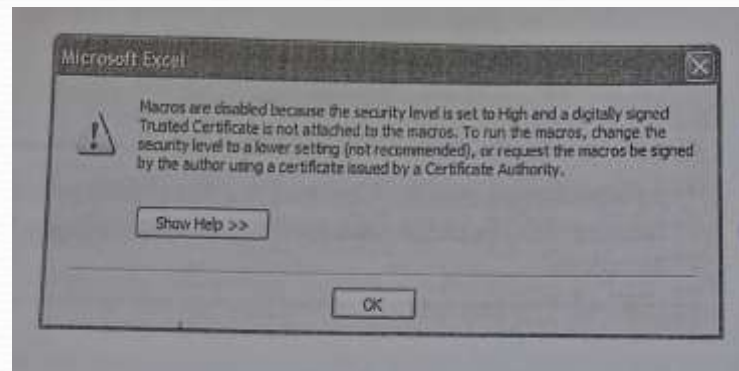 Microsoft Excel
Macros are disabled because the security level is set to High and a digitally signed
Trusted Certificate is not attached to the macros. To run the macros, change the
security level to a lower setting (not recommended), or request the macros be signed
by the author using a certificate issued by a Certificate Authority.
Show Help >>
OK